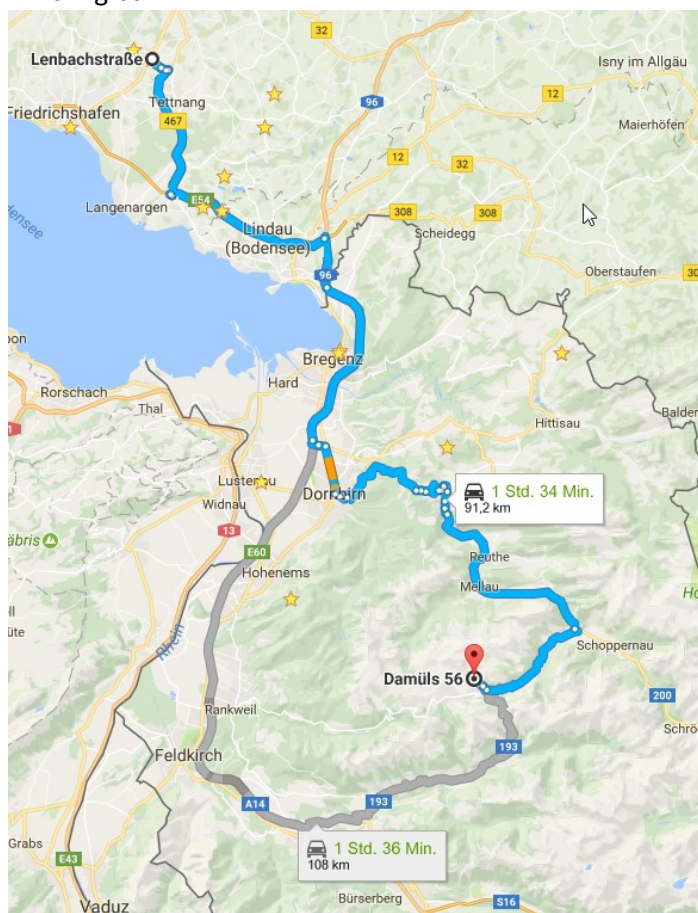 32
Lenbachstraße
Isny im Allgäu
Tettnang
96
12
Friedrichshafen
467
Maierhöfen
12
32
Langenargen
E54
308
308
Lindau
(Bodensee)
Scheidegg
96
Oberstaufen
Bregenz
Hard
Rorschach
Thal
Hittisau
Lustenau
Dornbirn
1 Std. 34 Min.
91,2 km
Widnau
13
E60
Reuthe
Hohenems
Mellau
Rhein
Schoppernau
Damüls 56
200
Rankweil
193
Feldkirch
A14
193
1 Std. 36 Min.
108 km
Grabs
E43
Bürserberg
S16
Vaduz